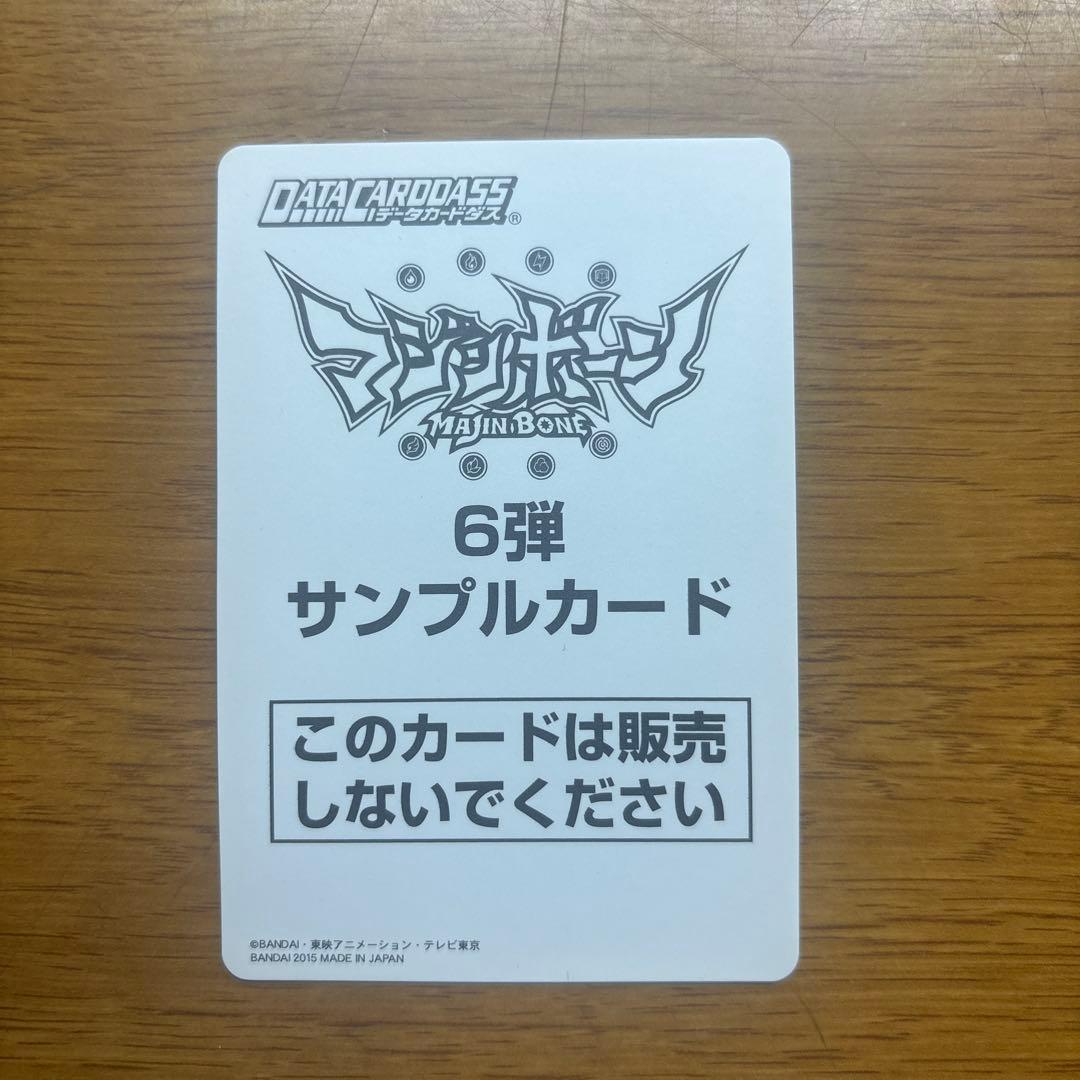 DATA CARDDASS
データカードダス®
マジンボーン
MAJIN BONE
6弾
サンプルカード
このカードは販売
しないでください
©BANDAI・東映アニメーション・テレビ東京
BANDAI 2015 MADE IN JAPAN